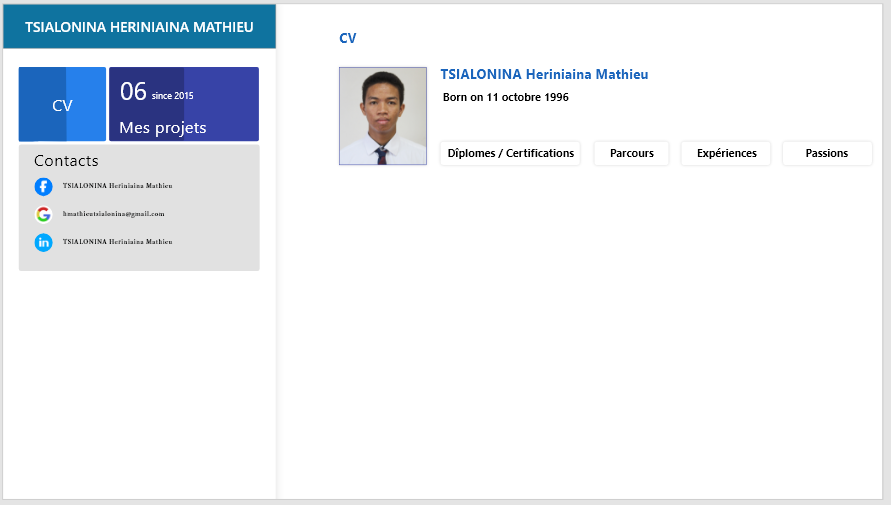 TSIALONINA HERINIAINA MATHIEU
CV
06 since 2015
Mes projets
Contacts
TSIALONINA Heriniaina Mathieu
hmathieutsialonina@gmail.com
TSIALONINA Heriniaina Mathieu
CV
TSIALONINA Heriniaina Mathieu
Born on 11 octobre 1996
Dîplomes / Certifications
Parcours
Expériences
Passions